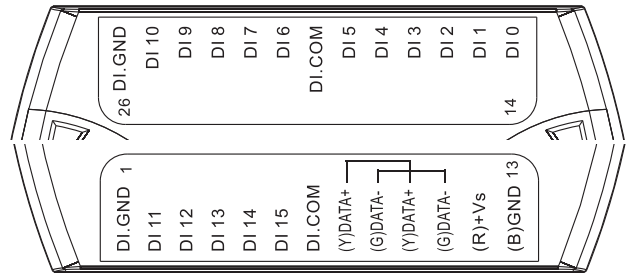 DI.GND
DI 10
DI 9
DI 8
DI 7
DI 6
DI.COM
DI 5
DI 4
DI 3
DI 2
DI 1
DI 0
26
14
DI.GND 1
DI 11
DI 12
DI 13
DI 14
DI 15
DI.COM
(Y)DATA+
(G)DATA-
(Y)DATA+
(G)DATA-
(R)+Vs
(B)GND 13